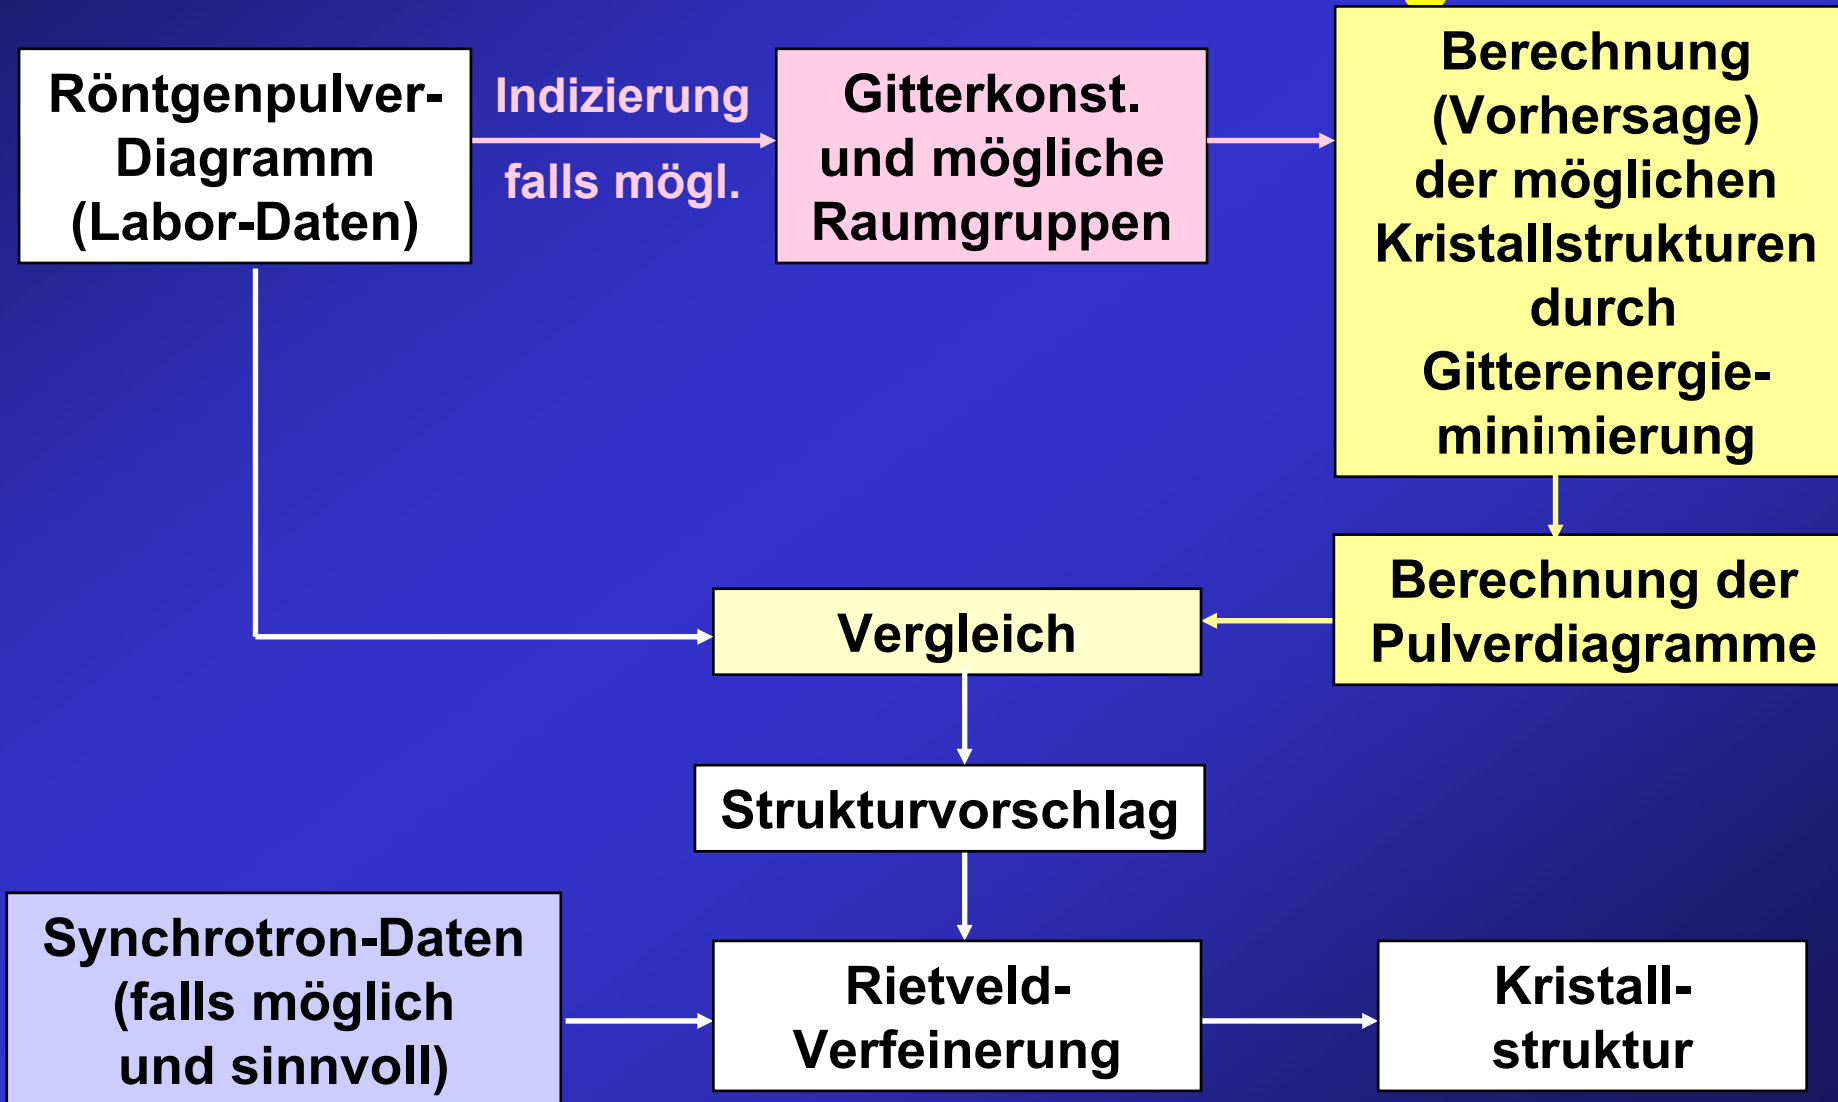 Röntgenpulver-
Diagramm
(Labor-Daten)
Indizierung
falls mögl.
Gitterkonst.
und mögliche
Raumgruppen
Berechnung
(Vorhersage)
der möglichen
Kristallstrukturen
durch
Gitterenergie-
minimierung
Berechnung der
Pulverdiagramme
Vergleich
Strukturvorschlag
Synchrotron-Daten
(falls möglich
und sinnvoll)
Rietveld-
Verfeinerung
Kristall-
struktur